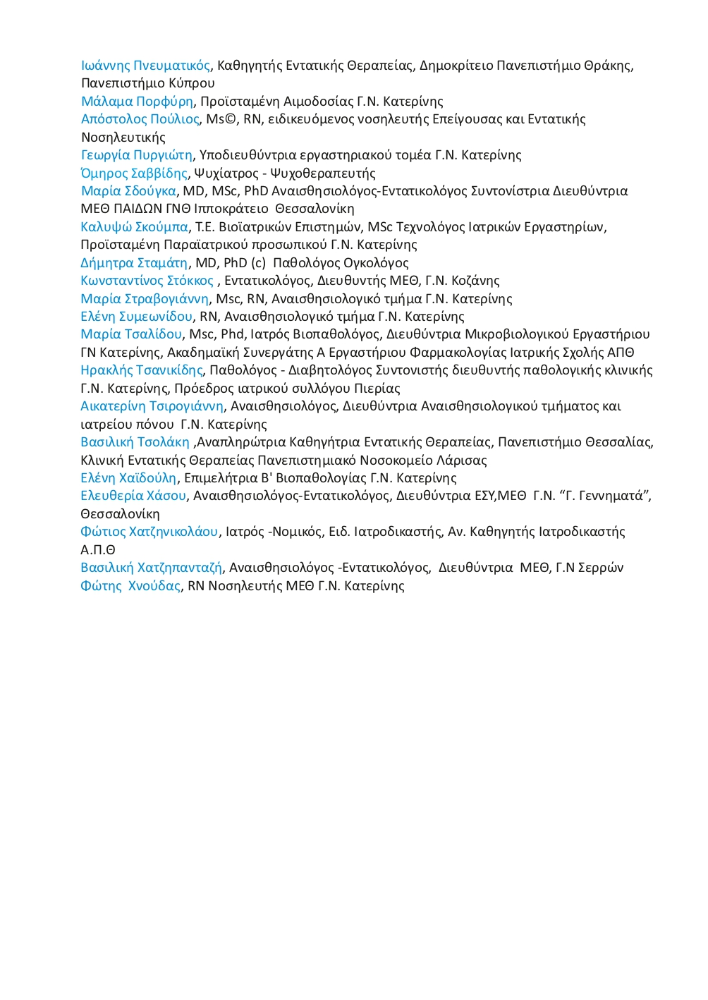 Ιωάννης Πνευματικός, Καθηγητής Εντατικής Θεραπείας, Δημοκρίτειο Πανεπιστήμιο Θράκης,
Πανεπιστήμιο Κύπρου
Μάλαμα Πορφύρη, Προϊσταμένη Αιμοδοσίας Γ.Ν. Κατερίνης
Απόστολος Πούλιος, Ms©, RN, ειδικευόμενος νοσηλευτής Επείγουσας και Εντατικής
Νοσηλευτικής
Γεωργία Πυργιώτη, Υποδιευθύντρια εργαστηριακού τομέα Γ.Ν. Κατερίνης
Όμηρος Σαββίδης, Ψυχίατρος - Ψυχοθεραπευτής
Μαρία Σδούγκα, MD, MSc, PhD Αναισθησιολόγος-Εντατικολόγος Συντονίστρια Διευθύντρια
ΜΕΘ ΠΑΙΔΩΝ ΓΝΘ Ιπποκράτειο  Θεσσαλονίκη
Καλυψώ Σκούμπα, Τ.Ε. Βιοϊατρικών Επιστημών, MSc Τεχνολόγος Ιατρικών Εργαστηρίων,
Προϊσταμένη Παραϊατρικού προσωπικού Γ.Ν. Κατερίνης
Δήμητρα Σταμάτη, MD, PhD (c)  Παθολόγος Ογκολόγος
Κωνσταντίνος Στόκκος , Εντατικολόγος, Διευθυντής ΜΕΘ, Γ.Ν. Κοζάνης
Μαρία Στραβογιάννη, Msc, RN, Αναισθησιολογικό τμήμα Γ.Ν. Κατερίνης
Ελένη Συμεωνίδου, RN, Αναισθησιολογικό τμήμα Γ.Ν. Κατερίνης
Μαρία Τσαλίδου, Msc, Phd, Ιατρός Βιοπαθολόγος, Διευθύντρια Μικροβιολογικού Εργαστήριου
ΓΝ Κατερίνης, Ακαδημαϊκή Συνεργάτης Α Εργαστήριου Φαρμακολογίας Ιατρικής Σχολής ΑΠΘ
Ηρακλής Τσανικίδης, Παθολόγος - Διαβητολόγος Συντονιστής διευθυντής παθολογικής κλινικής
Γ.Ν. Κατερίνης, Πρόεδρος ιατρικού συλλόγου Πιερίας
Αικατερίνη Τσιρογιάννη, Αναισθησιολόγος, Διευθύντρια Αναισθησιολογικού τμήματος και
ιατρείου πόνου  Γ.Ν. Κατερίνης
Βασιλική Τσολάκη ,Αναπληρώτρια Καθηγήτρια Εντατικής Θεραπείας, Πανεπιστήμιο Θεσσαλίας,
Κλινική Εντατικής Θεραπείας Πανεπιστημιακό Νοσοκομείο Λάρισας
Ελένη Χαϊδούλη, Επιμελήτρια Β' Βιοπαθολογίας Γ.Ν. Κατερίνης
Ελευθερία Χάσου, Αναισθησιολόγος-Εντατικολόγος, Διευθύντρια ΕΣΥ,ΜΕΘ  Γ.Ν. “Γ. Γεννηματά”,
Θεσσαλονίκη
Φώτιος Χατζηνικολάου, Ιατρός -Νομικός, Ειδ. Ιατροδικαστής, Αν. Καθηγητής Ιατροδικαστής
Α.Π.Θ
Βασιλική Χατζηπανταζή, Αναισθησιολόγος -Εντατικολόγος,  Διευθύντρια  ΜΕΘ, Γ.Ν Σερρών
Φώτης  Χνούδας, RN Νοσηλευτής ΜΕΘ Γ.Ν. Κατερίνης